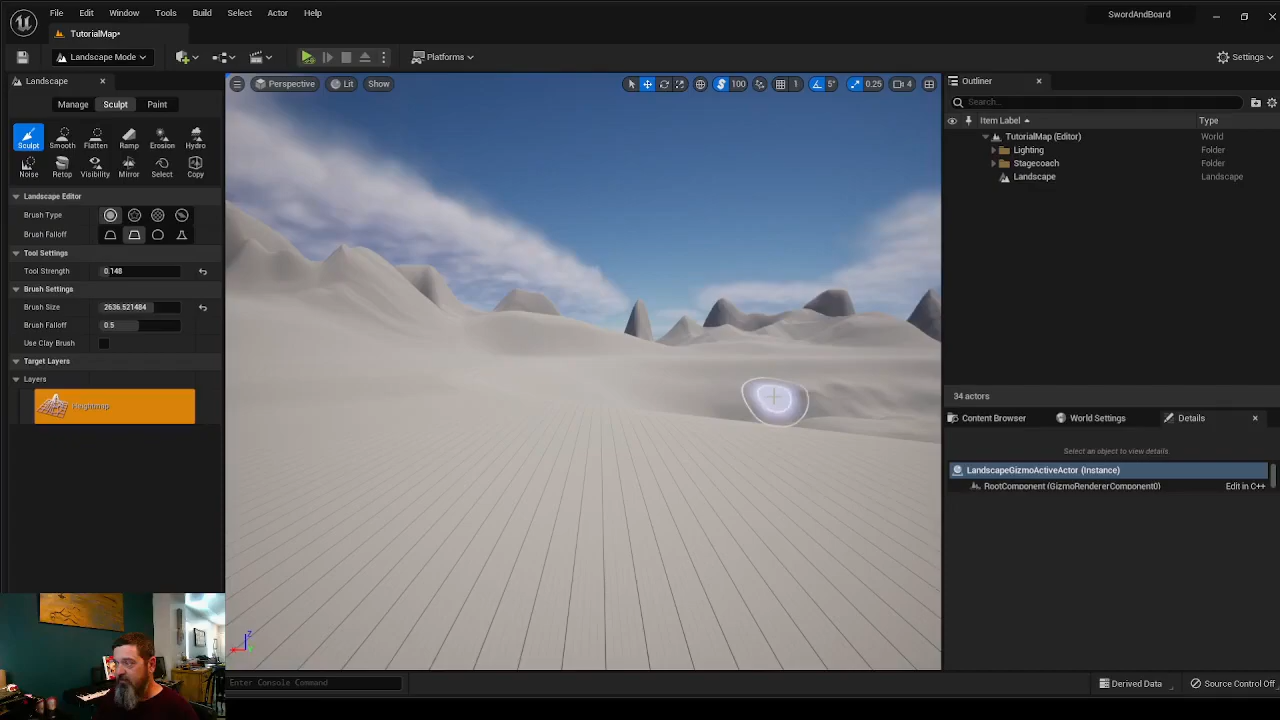 File Edit Window Tools Build Select Actor Help
SwordAndBoard
TutorialMap*
Landscape Mode
Platforms
Settings
Landscape
Perspective Lit Show
100 1 5° 0.25 4
Outliner
Manage Sculpt Paint
Search...
Item Label Type
Sculpt Smooth Flatten Ramp Erosion Hydro
TutorialMap (Editor) World
Lighting Folder
Noise Retop Visibility Mirror Select Copy
Stagecoach Folder
Landscape Landscape
Landscape Editor
Brush Type
Brush Falloff
Tool Settings
Tool Strength 0.148
Brush Settings
Brush Size 2636.521484
Brush Falloff 0.5
Use Clay Brush
Target Layers
Layers
Heightmap
34 actors
Content Browser World Settings Details
Select an object to view details
LandscapeGizmoActiveActor (Instance)
RootComponent (GizmoRendererComponent0) Edit in C++
Z
Enter Console Command
Derived Data Source Control Off